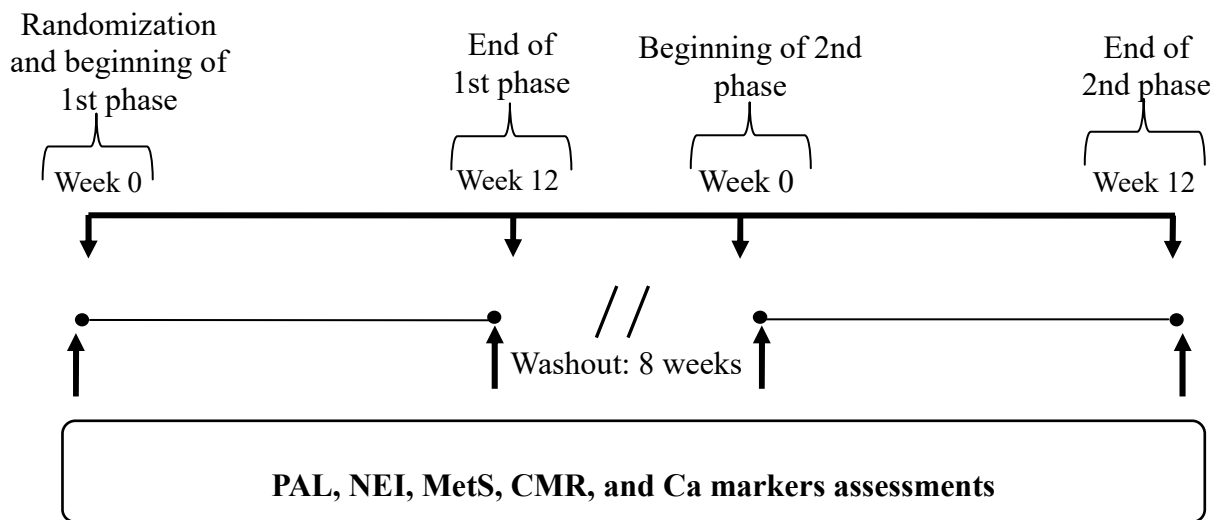 Randomization
and beginning of
1st phase
End of
1st phase
Beginning of 2nd
phase
End of
2nd phase
Week 0
Week 12
Week 0
Week 12
Washout: 8 weeks
PAL, NEI, MetS, CMR, and Ca markers assessments